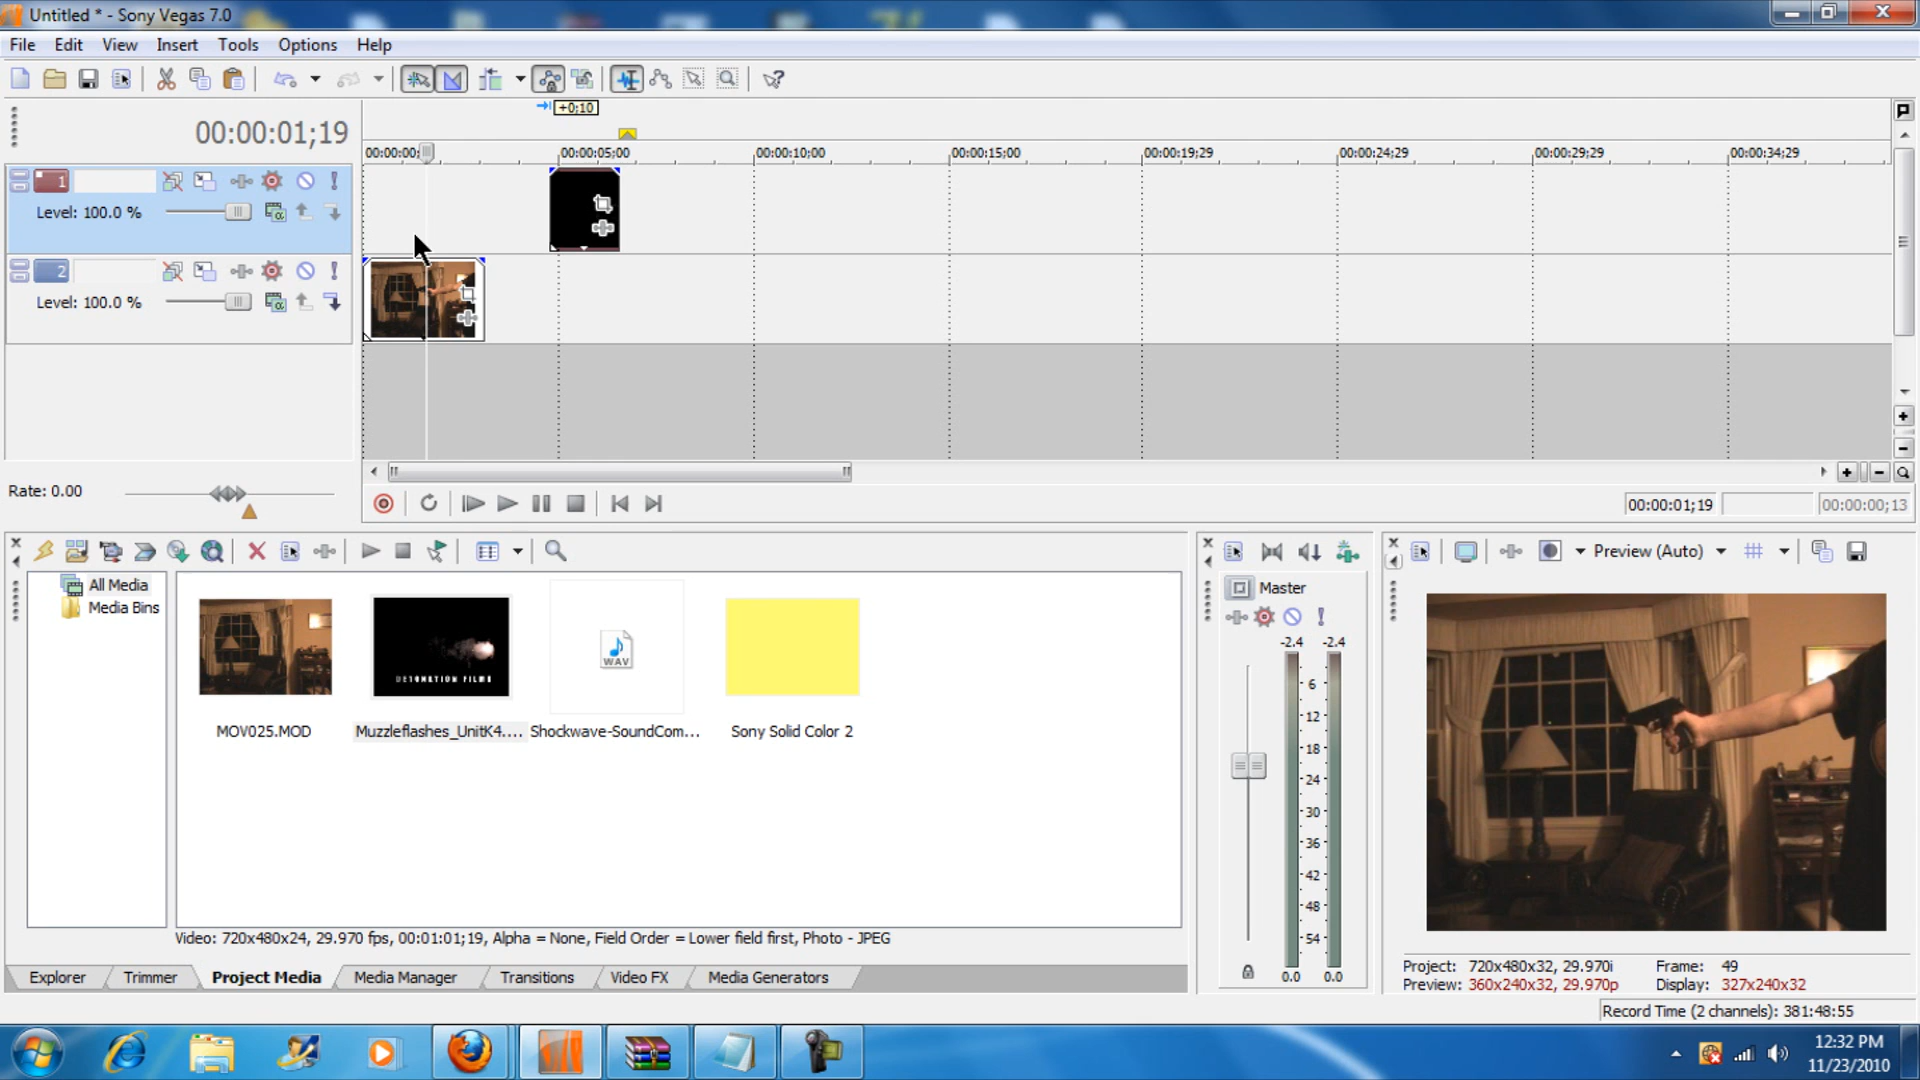 Untitled * - Sony Vegas 7.0
File Edit View Insert Tools Options Help
+0;10
00:00:01;19
00:00:00; 00:00:05;00 00:00:10;00 00:00:15;00 00:00:19;29 00:00:24;29 00:00:29;29 00:00:34;29
1
Level: 100.0 %
2
Level: 100.0 %
Rate: 0.00
00:00:01;19 00:00:00;13
All Media
Media Bins
DETONATION FILMS
WAV
MOV025.MOD Muzzleflashes_UnitK4.... Shockwave-SoundCom... Sony Solid Color 2
Video: 720x480x24, 29.970 fps, 00:01:01;19, Alpha = None, Field Order = Lower field first, Photo - JPEG
Explorer Trimmer Project Media Media Manager Transitions Video FX Media Generators
Master
-2.4 -2.4
6
12
18
24
30
36
42
48
54
0.0 0.0
Preview (Auto)
Project: 720x480x32, 29.970i Frame: 49
Preview: 360x240x32, 29.970p Display: 327x240x32
Record Time (2 channels): 381:48:55
12:32 PM
11/23/2010